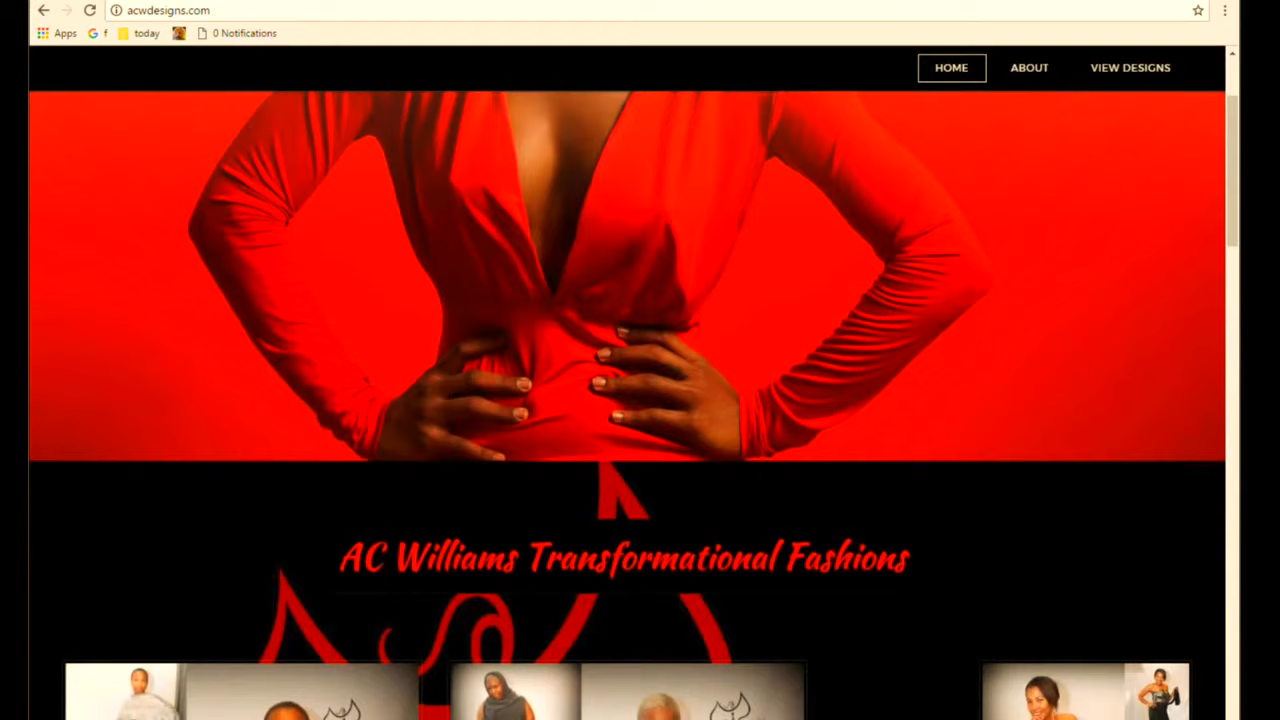 acwdesigns.com
Apps f today 0 Notifications
HOME ABOUT VIEW DESIGNS
AC Williams Transformational Fashions